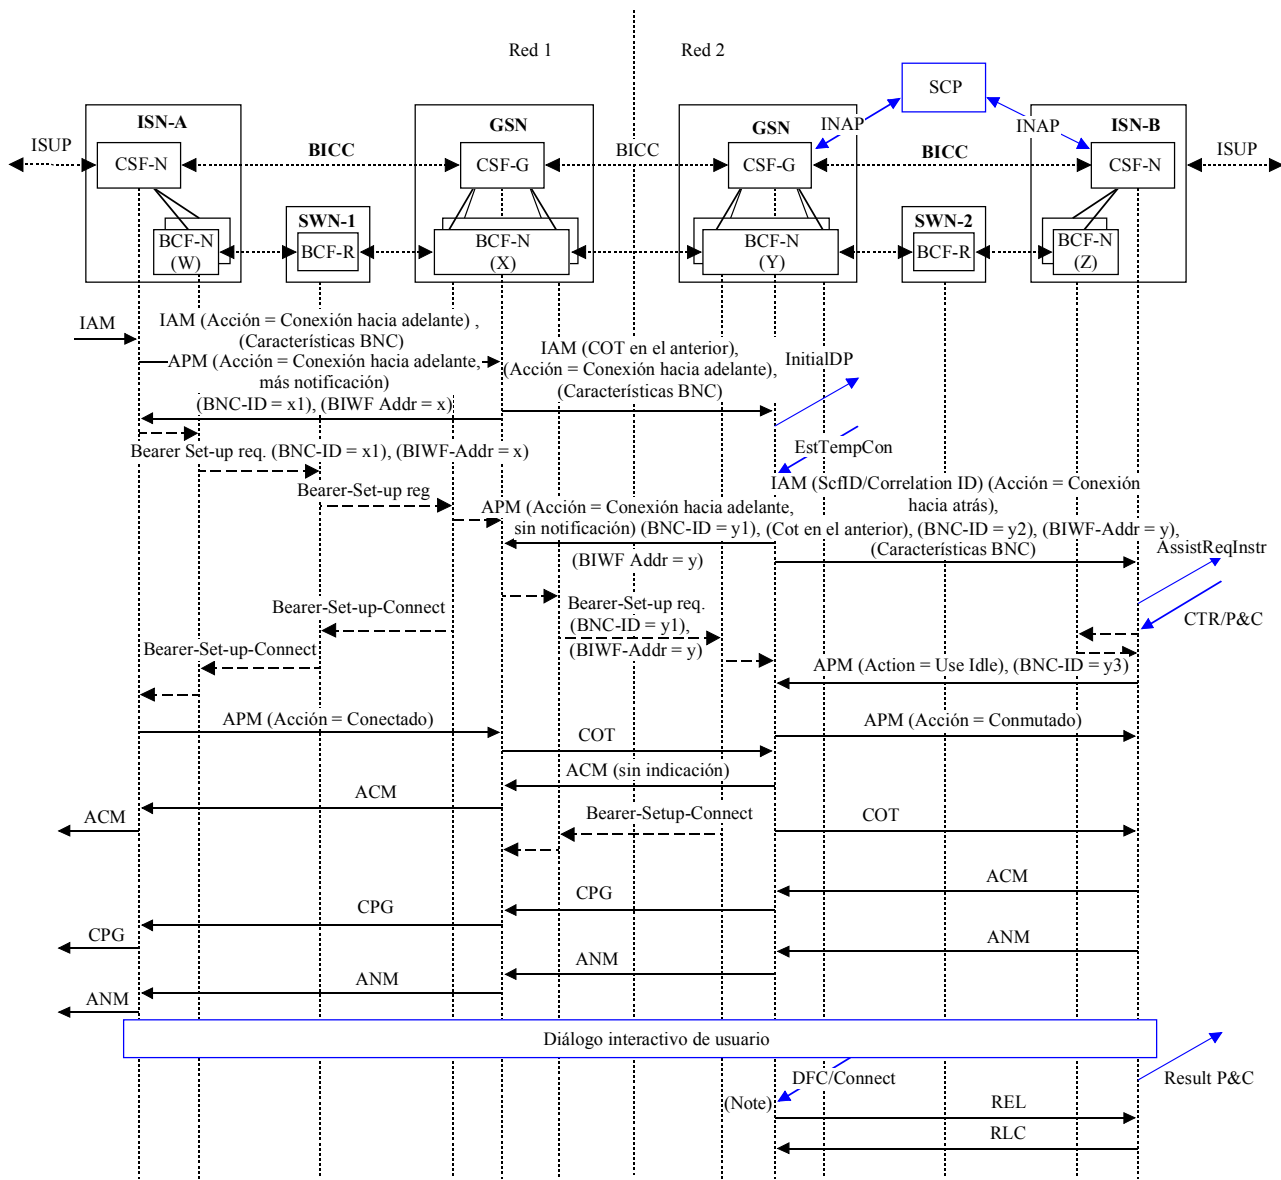 Red 1
Red 2
SCP
ISN-A
GSN
GSN
INAP
INAP
ISN-B
ISUP
CSF-N
BICC
CSF-G
BICC
CSF-G
BICC
CSF-N
ISUP
SWN-1
SWN-2
BCF-N
(W)
BCF-R
BCF-N
(X)
BCF-N
(Y)
BCF-R
BCF-N
(Z)
IAM
IAM (Acción = Conexión hacia adelante) ,
(Características BNC)
APM (Acción = Conexión hacia adelante,
más notificación)
(BNC-ID = x1), (BIWF Addr = x)
IAM (COT en el anterior),
(Acción = Conexión hacia adelante),
(Características BNC)
InitialDP
EstTempCon
Bearer Set-up req. (BNC-ID = x1), (BIWF-Addr = x)
Bearer-Set-up reg
IAM (ScfID/Correlation ID) (Acción = Conexión
hacia atrás),
APM (Acción = Conexión hacia adelante,
sin notificación) (BNC-ID = y1), (Cot en el anterior), (BNC-ID = y2), (BIWF-Addr = y),
(Características BNC)
(BIWF Addr = y)
AssistReqInstr
Bearer-Set-up-Connect
Bearer-Set-up req.
(BNC-ID = y1),
(BIWF-Addr = y)
CTR/P&C
Bearer-Set-up-Connect
APM (Action = Use Idle), (BNC-ID = y3)
APM (Acción = Conectado)
APM (Acción = Conmutado)
COT
ACM (sin indicación)
ACM
ACM
Bearer-Setup-Connect
COT
ACM
CPG
CPG
CPG
ANM
ANM
ANM
ANM
Diálogo interactivo de usuario
DFC/Connect
Result P&C
(Note)
REL
RLC